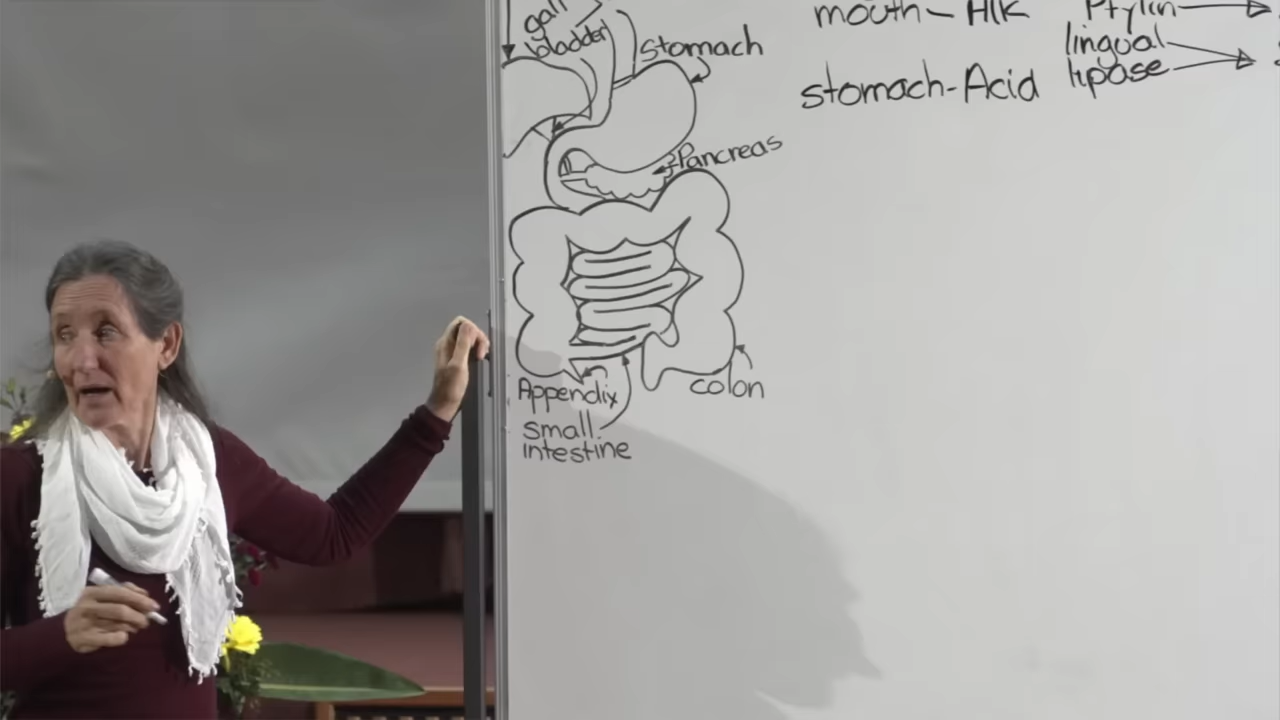 gall
bladder
stomach
Pancreas
Appendix
small
intestine
colon
mouth - Alk Ptylin
lingual
lipase
stomach-Acid